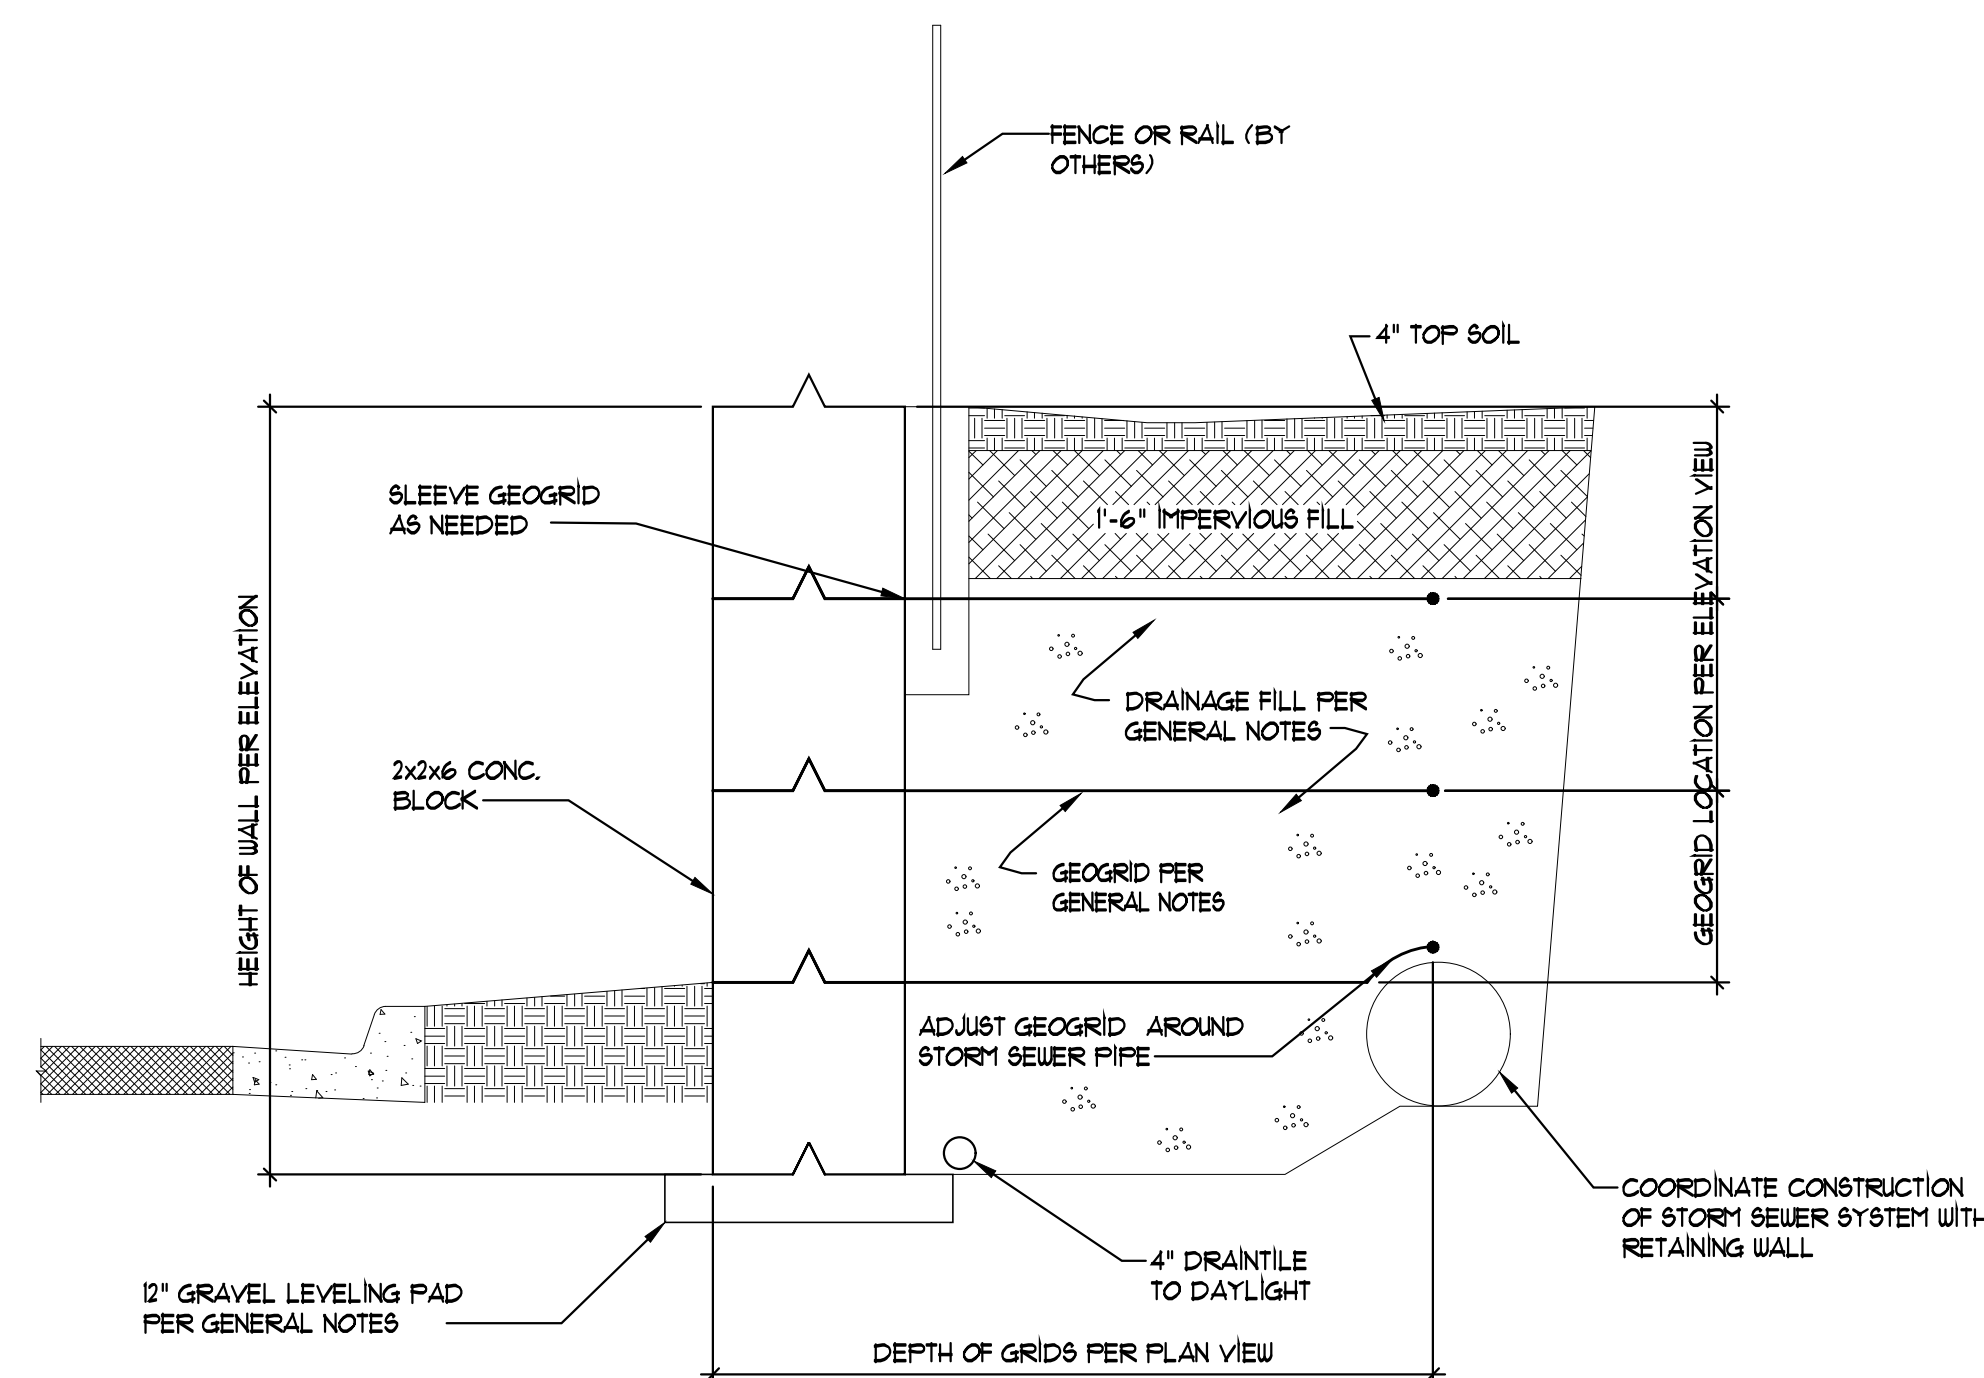 FENCE OR RAIL (BY
OTHERS)
4" TOP SOIL
SLEEVE GEOGRID
AS NEEDED
1'-6" IMPERVIOUS FILL
GEOGRID LOCATION PER ELEVATION VIEW
HEIGHT OF WALL PER ELEVATION
DRAINAGE FILL PER
GENERAL NOTES
2x2x6 CONC.
BLOCK
GEOGRID PER
GENERAL NOTES
ADJUST GEOGRID AROUND
STORM SEWER PIPE
COORDINATE CONSTRUCTION
OF STORM SEWER SYSTEM WITH
RETAINING WALL
4" DRAINTILE
TO DAYLIGHT
12" GRAVEL LEVELING PAD
PER GENERAL NOTES
DEPTH OF GRIDS PER PLAN VIEW